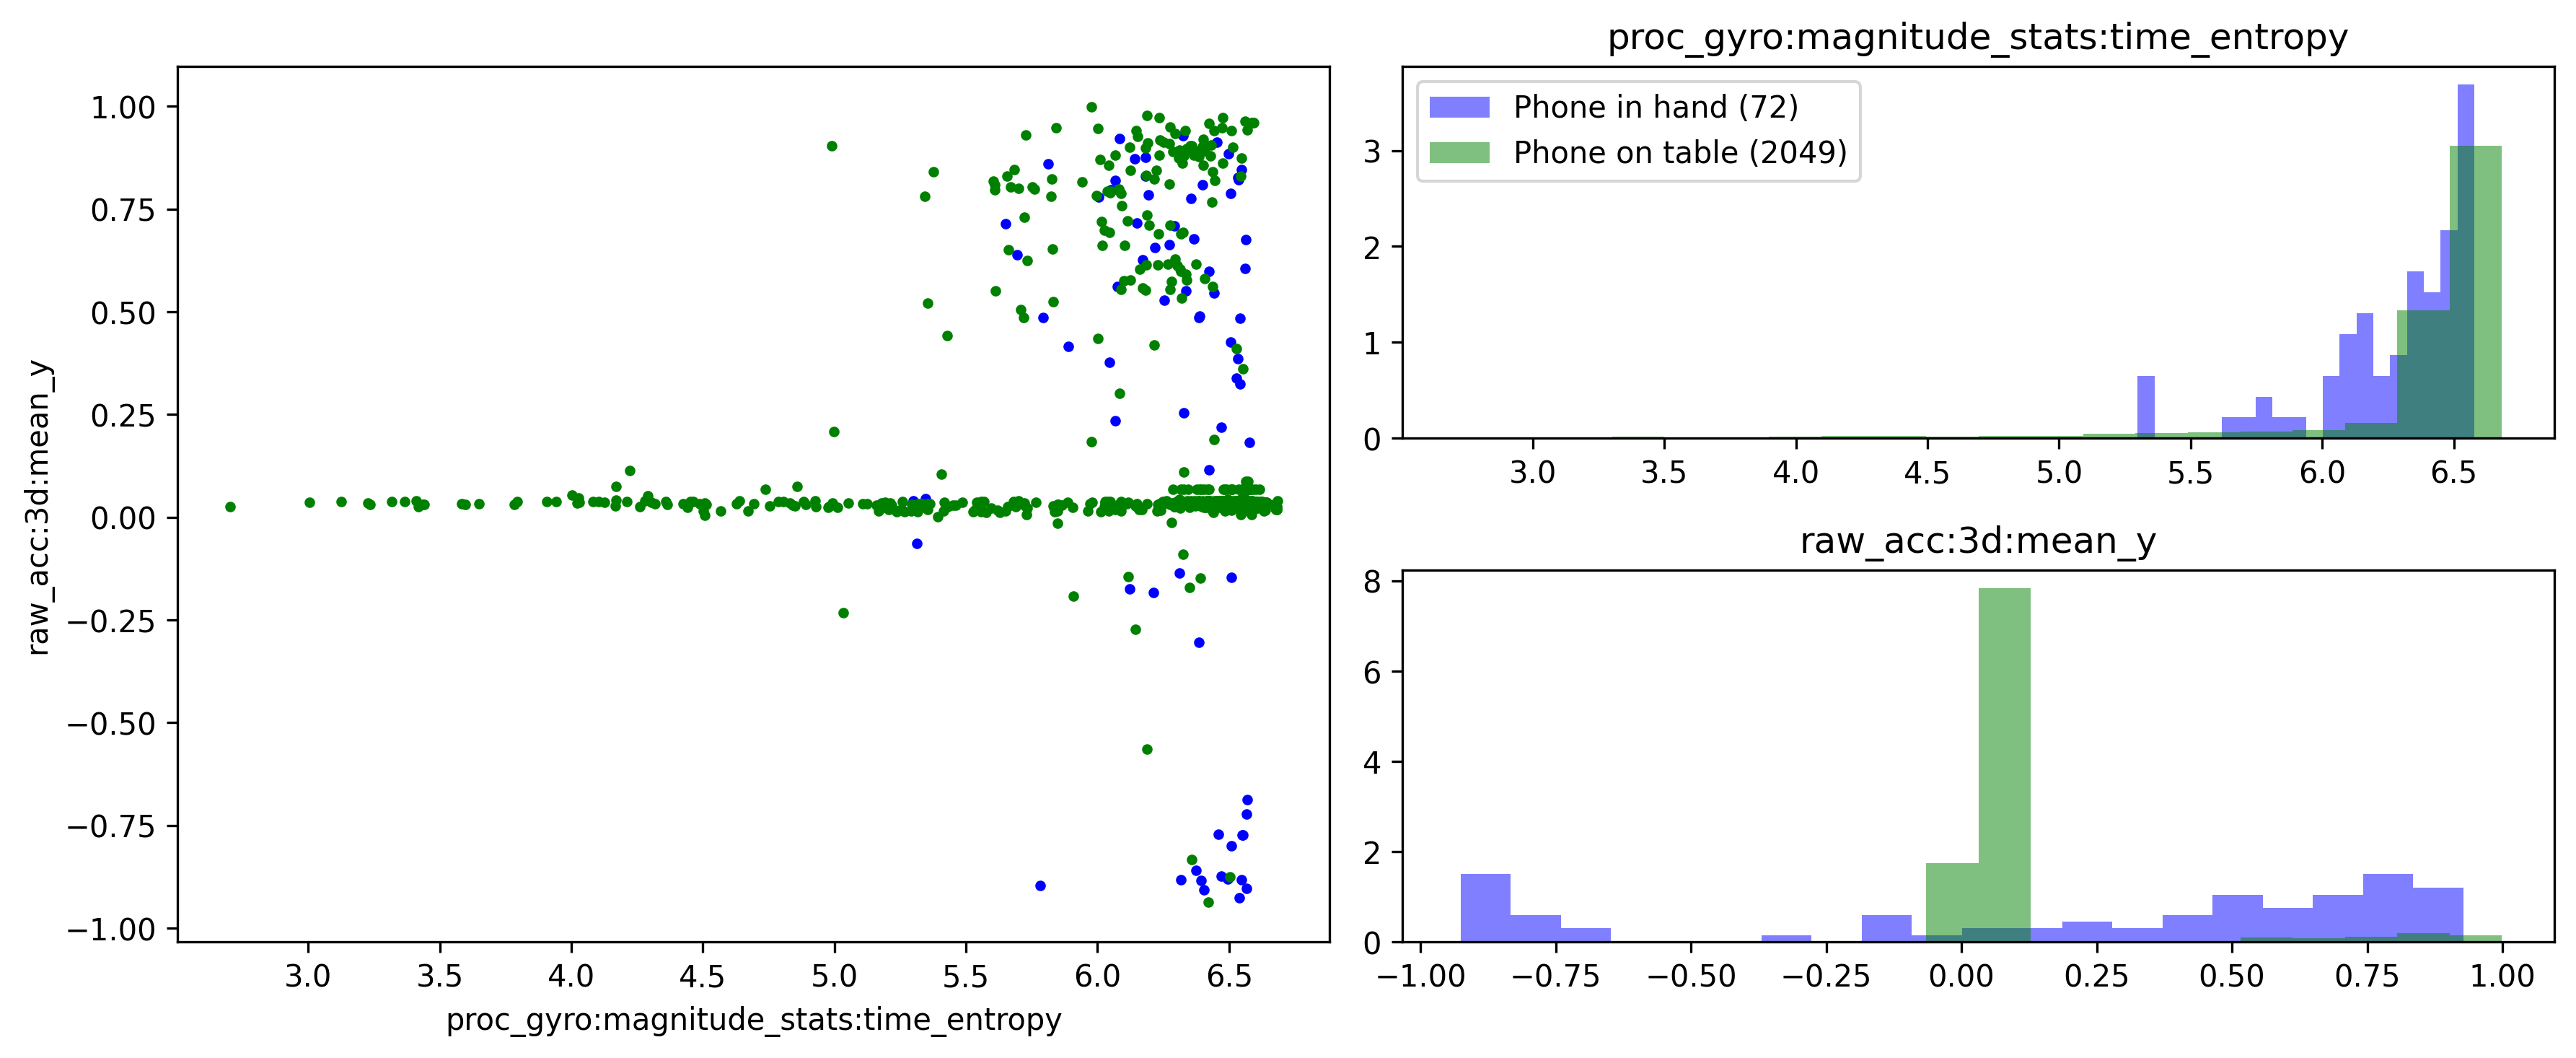 raw_acc:3d:mean_y
1.00
0.75
0.50
0.25
0.00
−0.25
−0.50
−0.75
−1.00
3.0 3.5 4.0 4.5 5.0 5.5 6.0 6.5
proc_gyro:magnitude_stats:time_entropy
proc_gyro:magnitude_stats:time_entropy
Phone in hand (72)
Phone on table (2049)
3
2
1
0
3.0 3.5 4.0 4.5 5.0 5.5 6.0 6.5
raw_acc:3d:mean_y
8
6
4
2
0
−1.00 −0.75 −0.50 −0.25 0.00 0.25 0.50 0.75 1.00